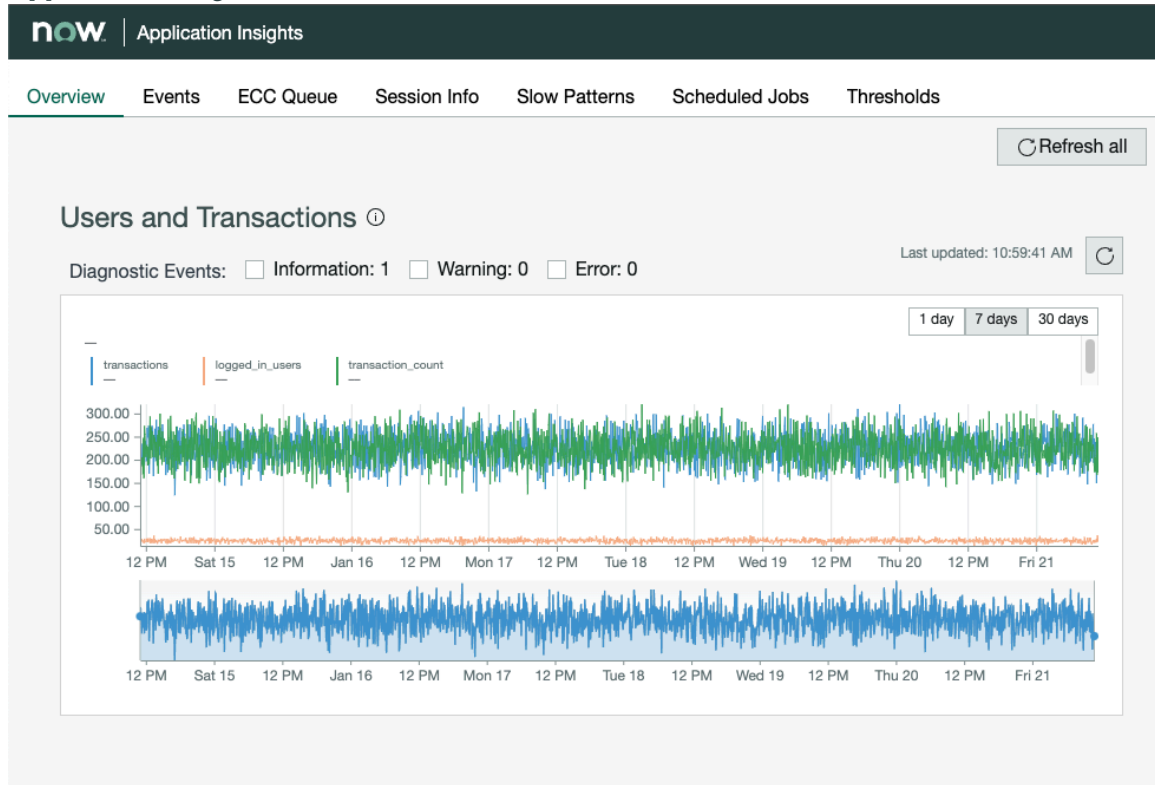 now. Application Insights
Overview Events ECC Queue Session Info Slow Patterns Scheduled Jobs Thresholds
Refresh all
Users and Transactions
Last updated: 10:59:41 AM
Diagnostic Events: Information: 1 Warning: 0 Error: 0
1 day 7 days 30 days
—
transactions logged_in_users transaction_count
— — —
300.00
250.00
200.00
150.00
100.00
50.00
12 PM Sat 15 12 PM Jan 16 12 PM Mon 17 12 PM Tue 18 12 PM Wed 19 12 PM Thu 20 12 PM Fri 21
12 PM Sat 15 12 PM Jan 16 12 PM Mon 17 12 PM Tue 18 12 PM Wed 19 12 PM Thu 20 12 PM Fri 21